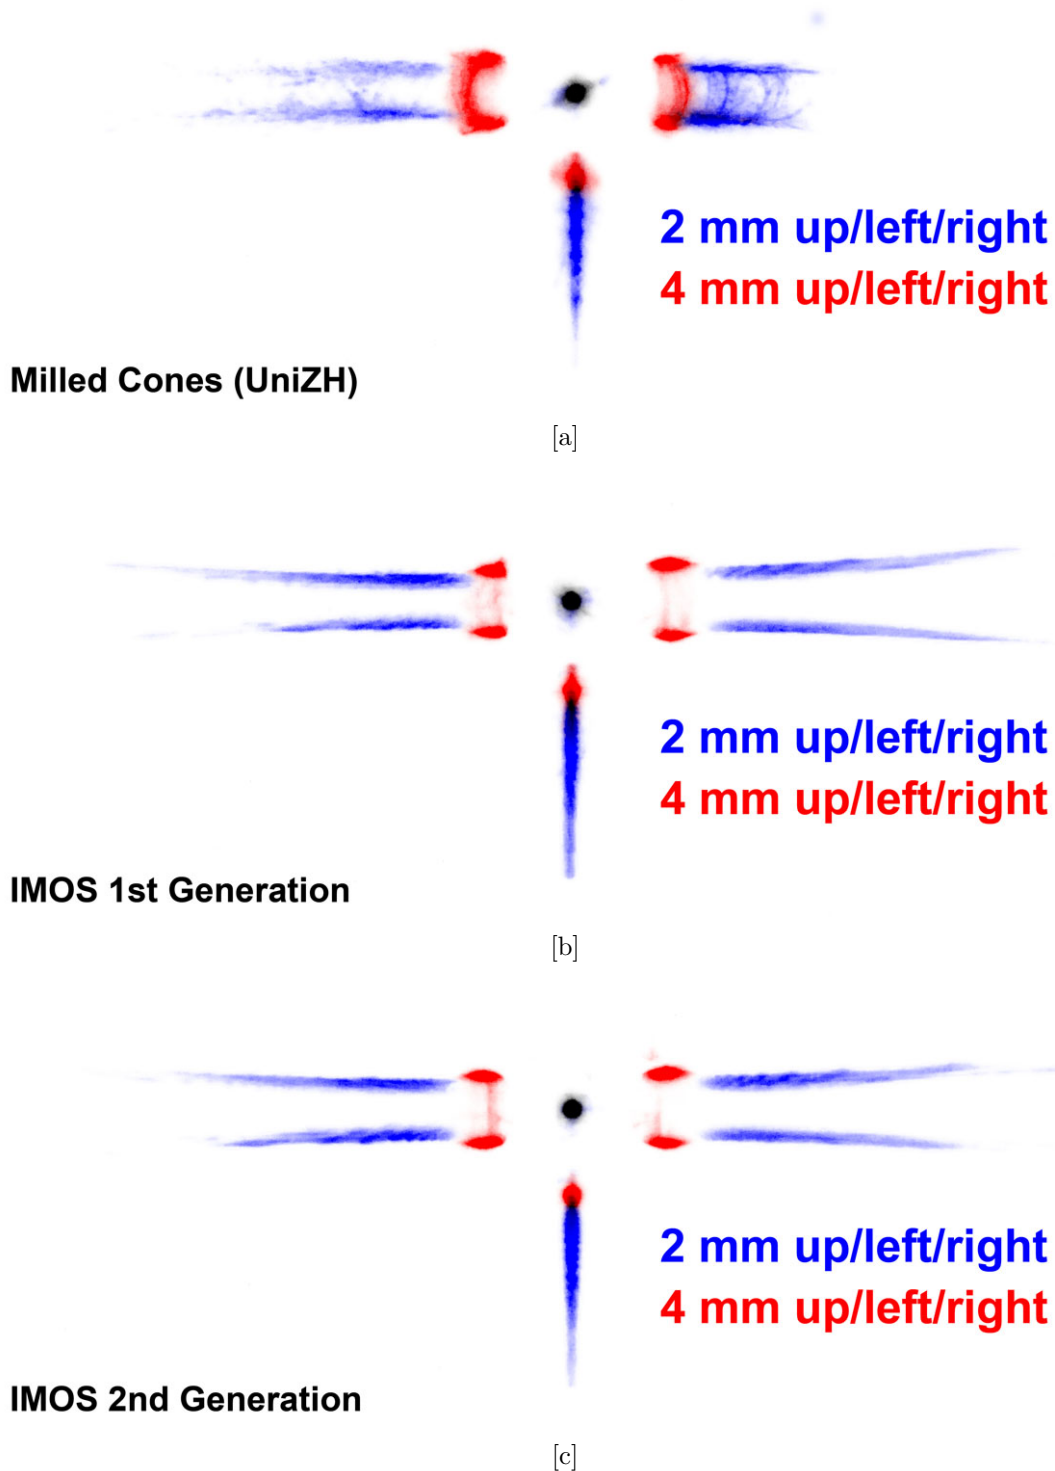 2 mm up/left/right
4 mm up/left/right
Milled Cones (UniZH)
[a]
2 mm up/left/right
4 mm up/left/right
IMOS 1st Generation
[b]
2 mm up/left/right
4 mm up/left/right
IMOS 2nd Generation
[c]